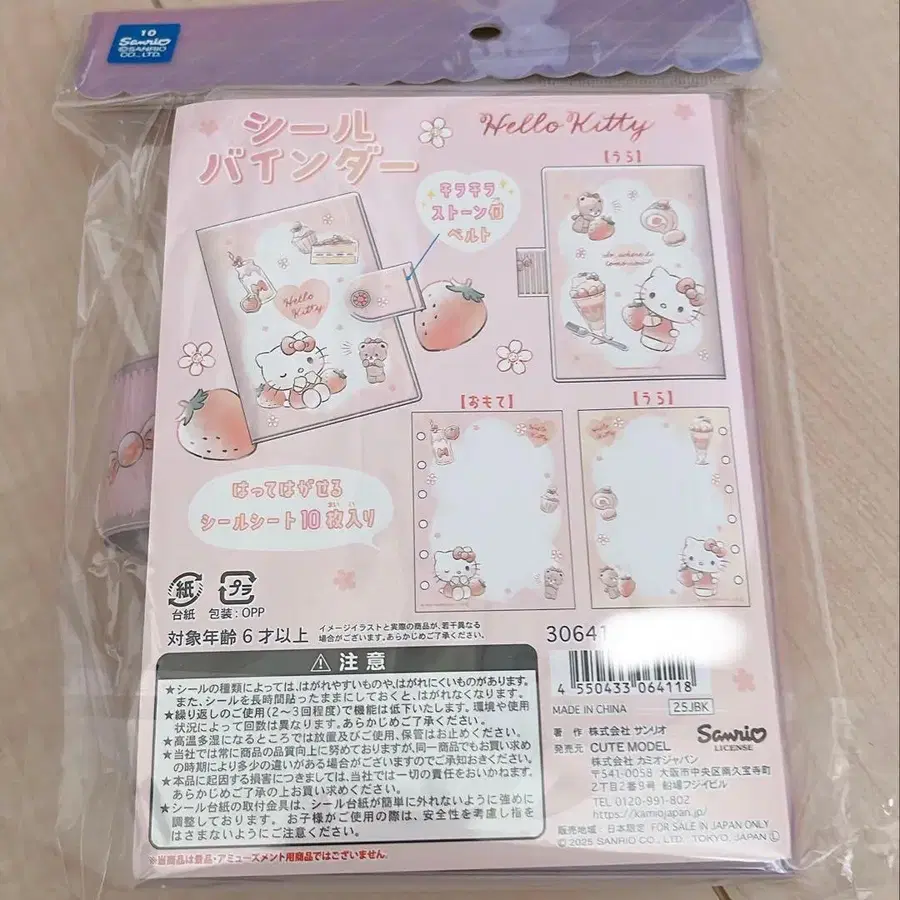 10
Sanrio
©SANRIO
CO., LTD.
シール
バインダー
Hello Kitty
キラキラ
ストーン付
ベルト
【うら】
Hello
Kitty
【おもて】
【うら】
はってはがせる
シールシート10枚入り
まい い
紙
プラ
台紙 包装:OPP
対象年齢6才以上
イメージイラストと実際の商品が、若干異なる
場合がございます。あらかじめご了承ください。
注意
★シールの種類によっては、はがれやすいものや、はがれにくいものがあります。
また、シールを長時間貼ったままにしておくと、はがれなくなります。
★繰り返しのご使用(2〜3回程度)で機能は低下いたします。環境や使用
状況によって回数は異なります。あらかじめご了承ください。
★高温多湿になるところでは放置及びご使用、保管はお止めください。
★当社では常に商品の品質向上に努めておりますが、同一商品でもお買い求め
の時期により多少の違いがある場合がございますのでご承知おきください。
★本品に起因する損害につきましては、当社では一切の責任をおいかねます。
あらかじめご了承の上お買い求めください。
★シール台紙の取付金具は、シール台紙が簡単に外れないように強めに
調整しております。 お子様がご使用の際は、安全性を考慮し指を
はさまないようにご注意ください。
※当商品は景品・アミューズメント用商品ではございません。
30641
4 550433 064118
MADE IN CHINA
25JBK
著 作 株式会社 サンリオ
発売元 CUTE MODEL
株式会社 カミオジャパン
〒541-0058 大阪市中央区南久宝寺町
2丁目2番9号 船場フジイビル
TEL 0120-991-802
https://kamiojapan.jp/
Sanrio
LICENSE
販売地域:日本限定 FOR SALE IN JAPAN ONLY
© 2025 SANRIO CO., LTD. TOKYO, JAPAN Ⓛ